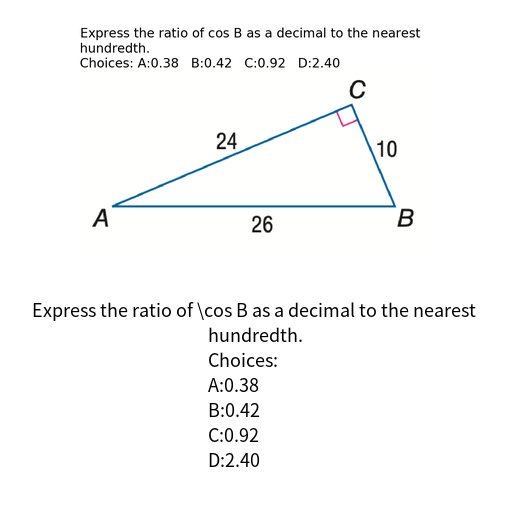 Express the ratio of cos B as a decimal to the nearest
hundredth.
Choices: A:0.38 B:0.42 C:0.92 D:2.40
C
24
10
A
B
26
Express the ratio of \cos B as a decimal to the nearest
hundredth.
Choices:
A:0.38
B:0.42
C:0.92
D:2.40